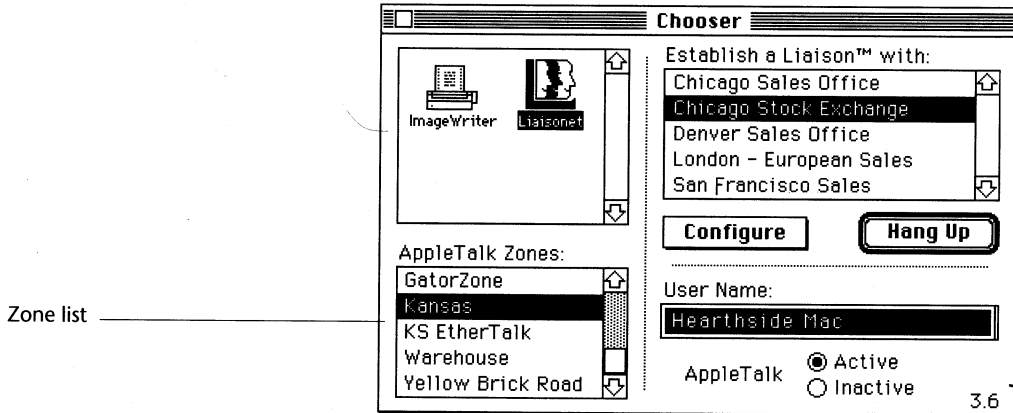 Chooser
ImageWriter
Liaisonet
Establish a Liaison™ with:
Chicago Sales Office
Chicago Stock Exchange
Denver Sales Office
London - European Sales
San Francisco Sales
Configure
Hang Up
AppleTalk Zones:
GatorZone
Kansas
KS EtherTalk
Warehouse
Yellow Brick Road
Zone list
User Name:
Hearthside Mac
AppleTalk
Active
Inactive
3.6